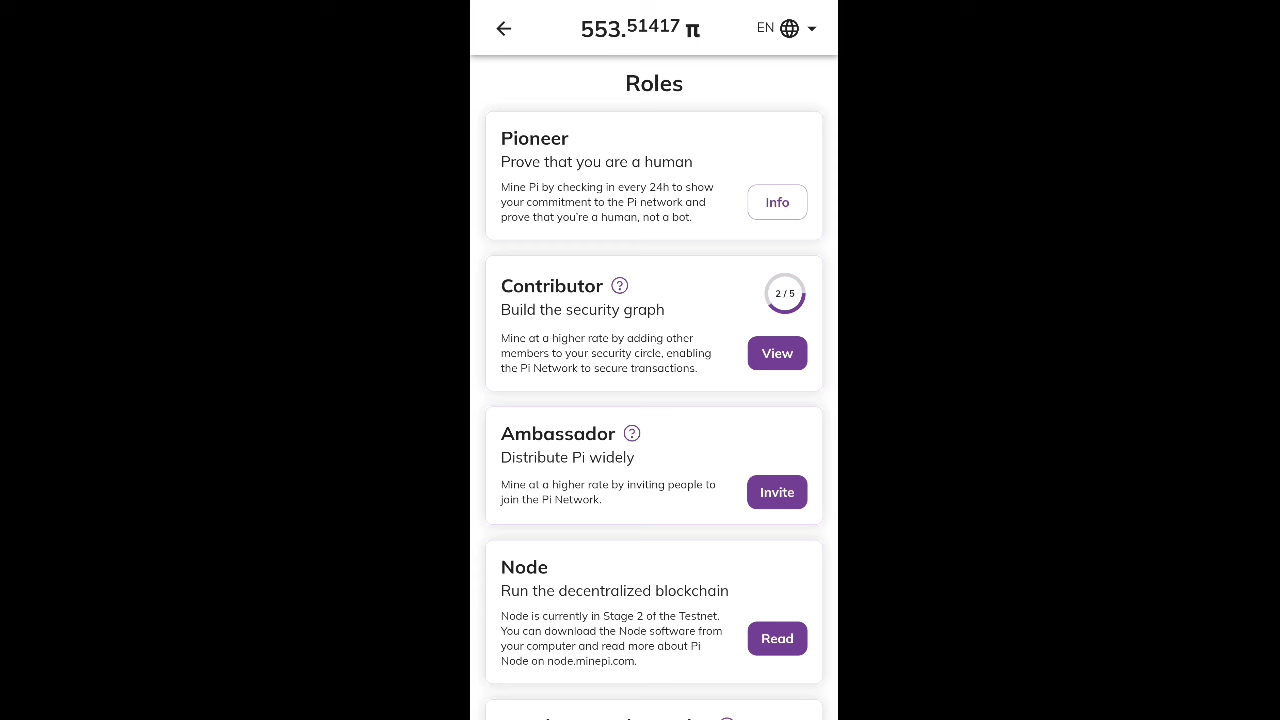 553.51417 π EN
Roles
Pioneer
Prove that you are a human
Mine Pi by checking in every 24h to show
your commitment to the Pi network and
prove that you're a human, not a bot.
Info
Contributor ?
2 / 5
Build the security graph
Mine at a higher rate by adding other
members to your security circle, enabling
the Pi Network to secure transactions.
View
Ambassador ?
Distribute Pi widely
Mine at a higher rate by inviting people to
join the Pi Network.
Invite
Node
Run the decentralized blockchain
Node is currently in Stage 2 of the Testnet.
You can download the Node software from
your computer and read more about Pi
Node on node.minepi.com.
Read